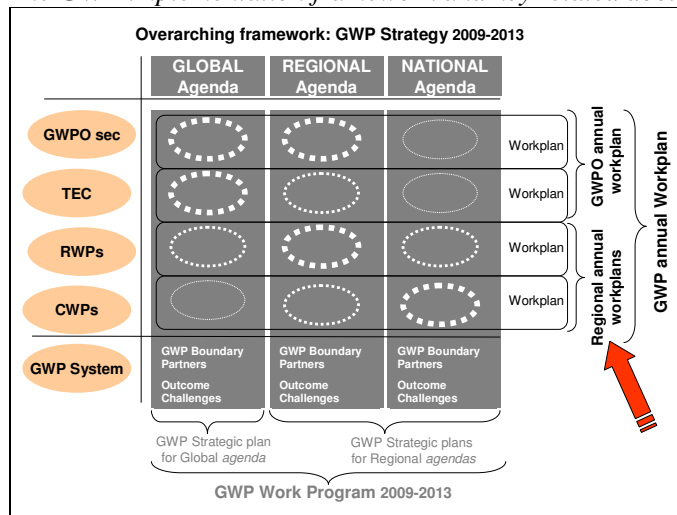 Overarching framework: GWP Strategy 2009-2013
GLOBAL
Agenda
REGIONAL
Agenda
NATIONAL
Agenda
GWPO sec
Workplan
TEC
Workplan
RWPs
Workplan
CWPs
Workplan
GWPO annual
workplan
Regional annual
workplans
GWP annual Workplan
GWP System
GWP Boundary
Partners
Outcome
Challenges
GWP Boundary
Partners
Outcome
Challenges
GWP Boundary
Partners
Outcome
Challenges
GWP Strategic plan
for Global agenda
GWP Strategic plans
for Regional agendas
GWP Work Program 2009-2013